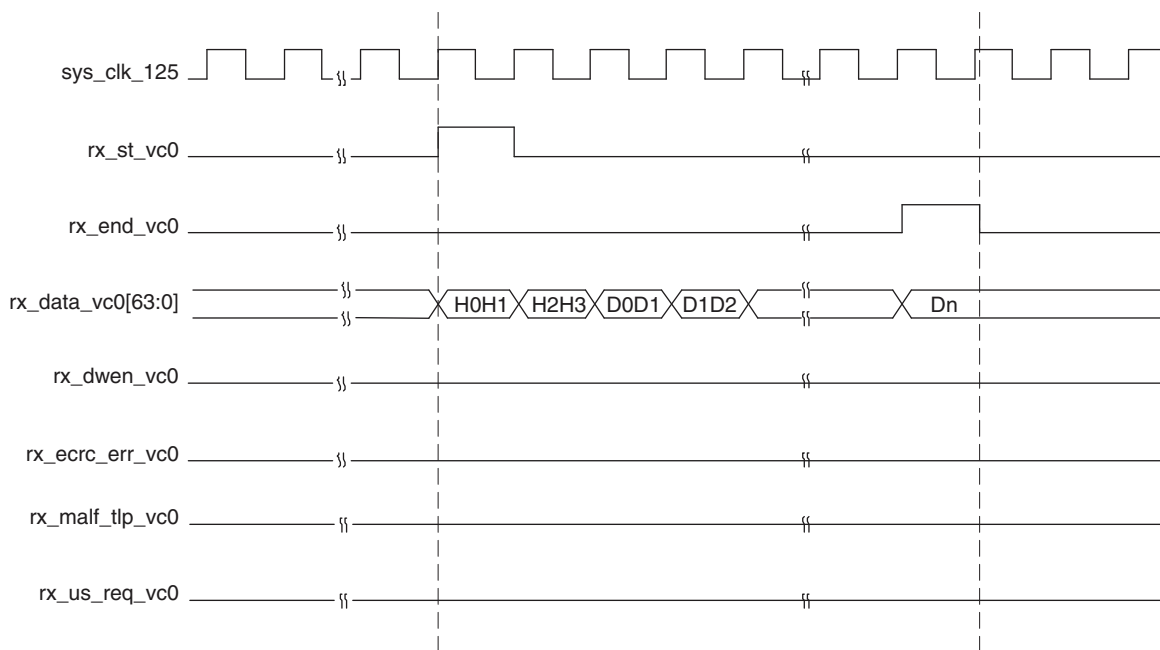 sys_clk_125
rx_st_vc0
rx_end_vc0
rx_data_vc0[63:0] H0H1 H2H3 D0D1 D1D2 Dn
rx_dwen_vc0
rx_ecrc_err_vc0
rx_malf_tlp_vc0
rx_us_req_vc0